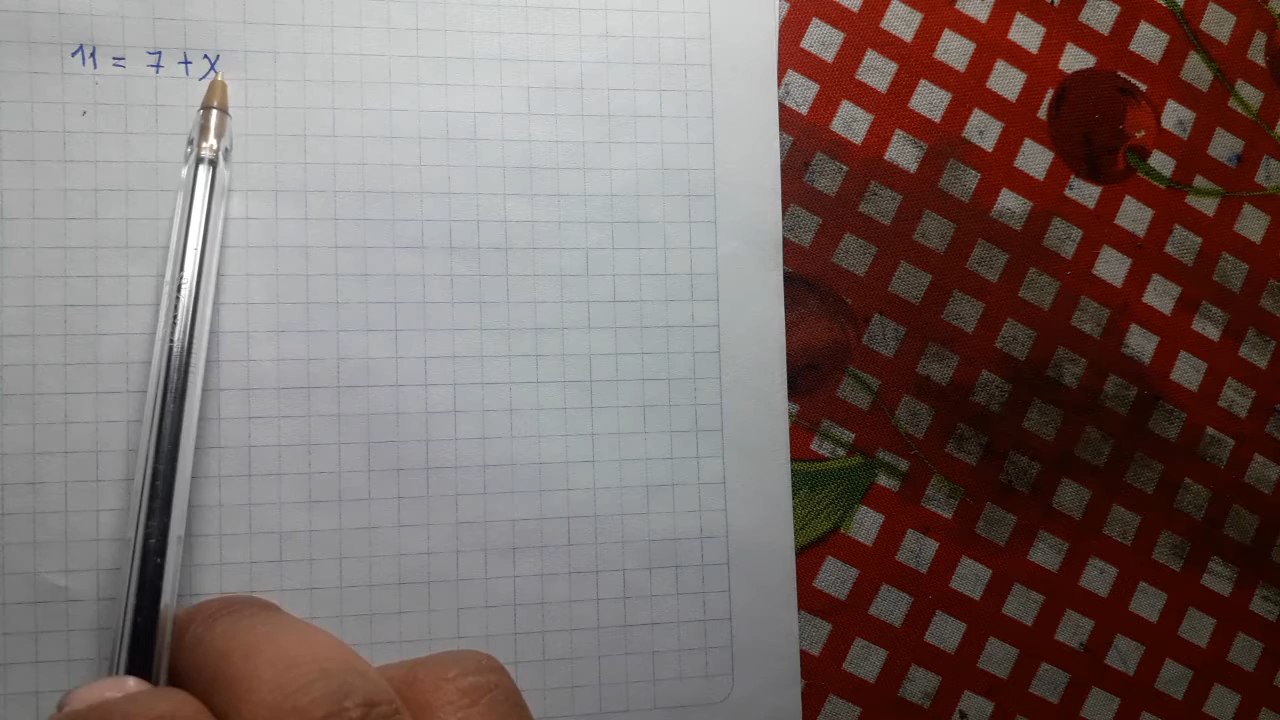 11 = 7 + x